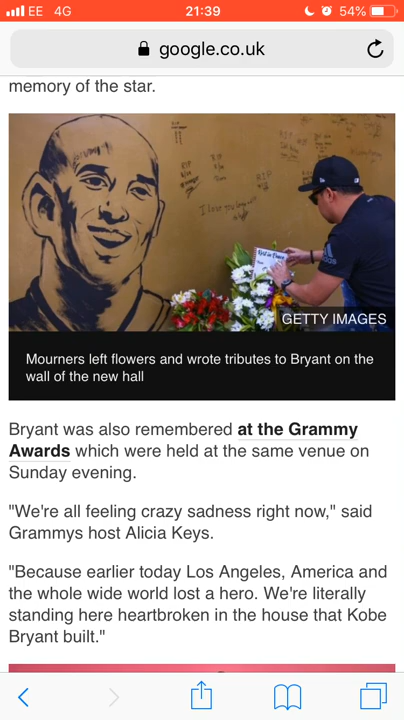 EE 4G 21:39 54%
google.co.uk
memory of the star.
I love you
RIP
adidas
GETTY IMAGES
Mourners left flowers and wrote tributes to Bryant on the
wall of the new hall
Bryant was also remembered at the Grammy
Awards which were held at the same venue on
Sunday evening.
"We're all feeling crazy sadness right now," said
Grammys host Alicia Keys.
"Because earlier today Los Angeles, America and
the whole wide world lost a hero. We're literally
standing here heartbroken in the house that Kobe
Bryant built."